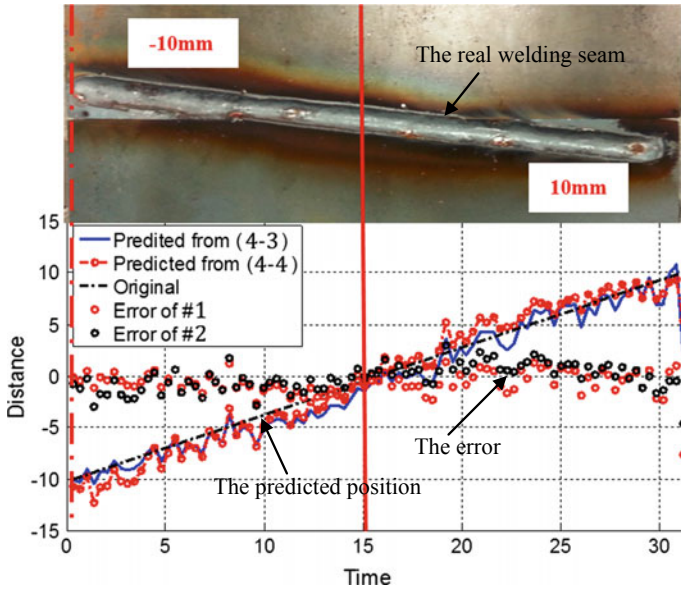 -10mm
The real welding seam
10mm
15
10
5
0
-5
-10
15
Predited from (4-3)
Predicted from (4-4)
Original
Error of #1
Error of #2
Distance
The error
The predicted position
0 5 10 15 20 25 30
Time